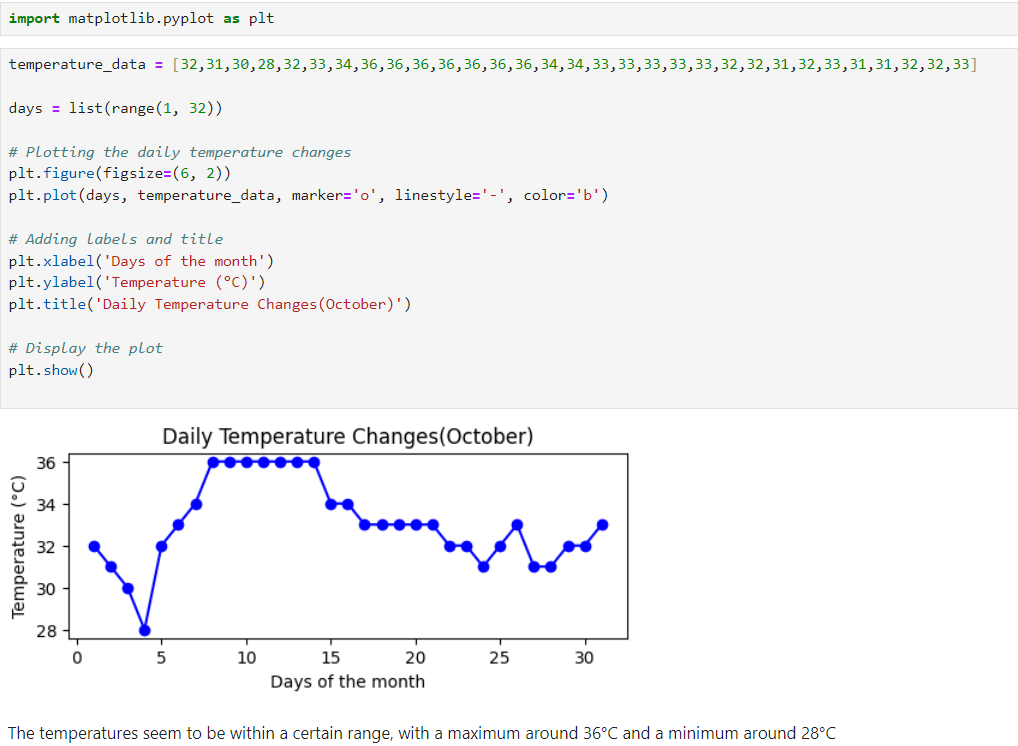 import matplotlib.pyplot as plt
temperature_data = [32,31,30,28,32,33,34,36,36,36,36,36,36,36,34,34,33,33,33,33,33,32,32,31,32,33,31,31,32,32,33]
days = list(range(1, 32))
# Plotting the daily temperature changes
plt.figure(figsize=(6, 2))
plt.plot(days, temperature_data, marker='o', linestyle='-', color='b')
# Adding labels and title
plt.xlabel('Days of the month')
plt.ylabel('Temperature (°C)')
plt.title('Daily Temperature Changes(October)')
# Display the plot
plt.show()
Daily Temperature Changes(October)
Temperature (°C)
36
34
32
30
28
0 5 10 15 20 25 30
Days of the month
The temperatures seem to be within a certain range, with a maximum around 36°C and a minimum around 28°C